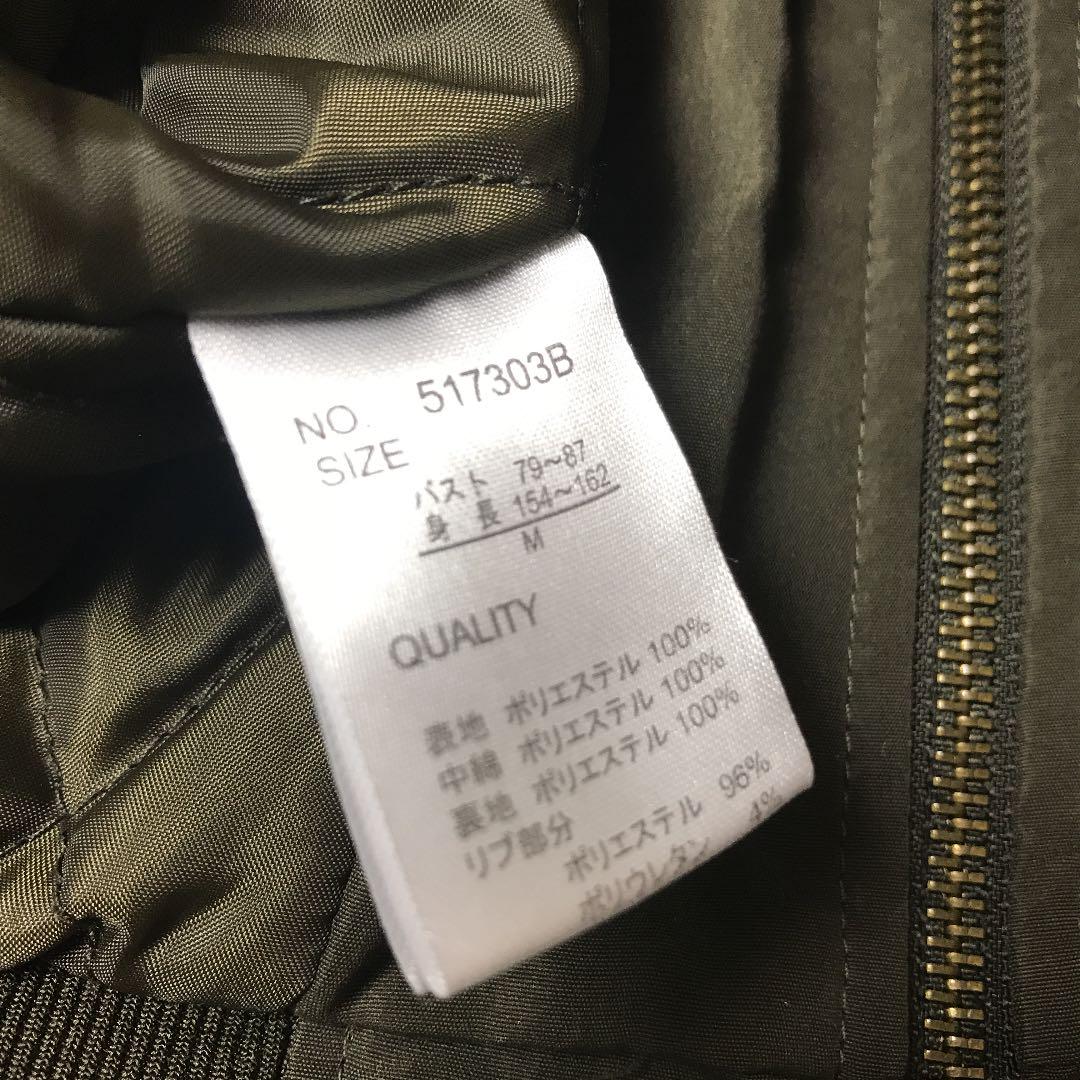 NO. 517303B
SIZE
バスト 79～87
身 長 154～162
M
QUALITY
表地 ポリエステル 100%
中綿 ポリエステル 100%
裏地 ポリエステル 100%
リブ部分
ポリエステル 96%
ポリウレタン 4%